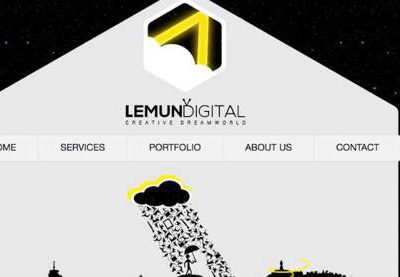 LEMUNDIGITAL
CREATIVE DREAMWORLD
OME SERVICES PORTFOLIO ABOUT US CONTACT